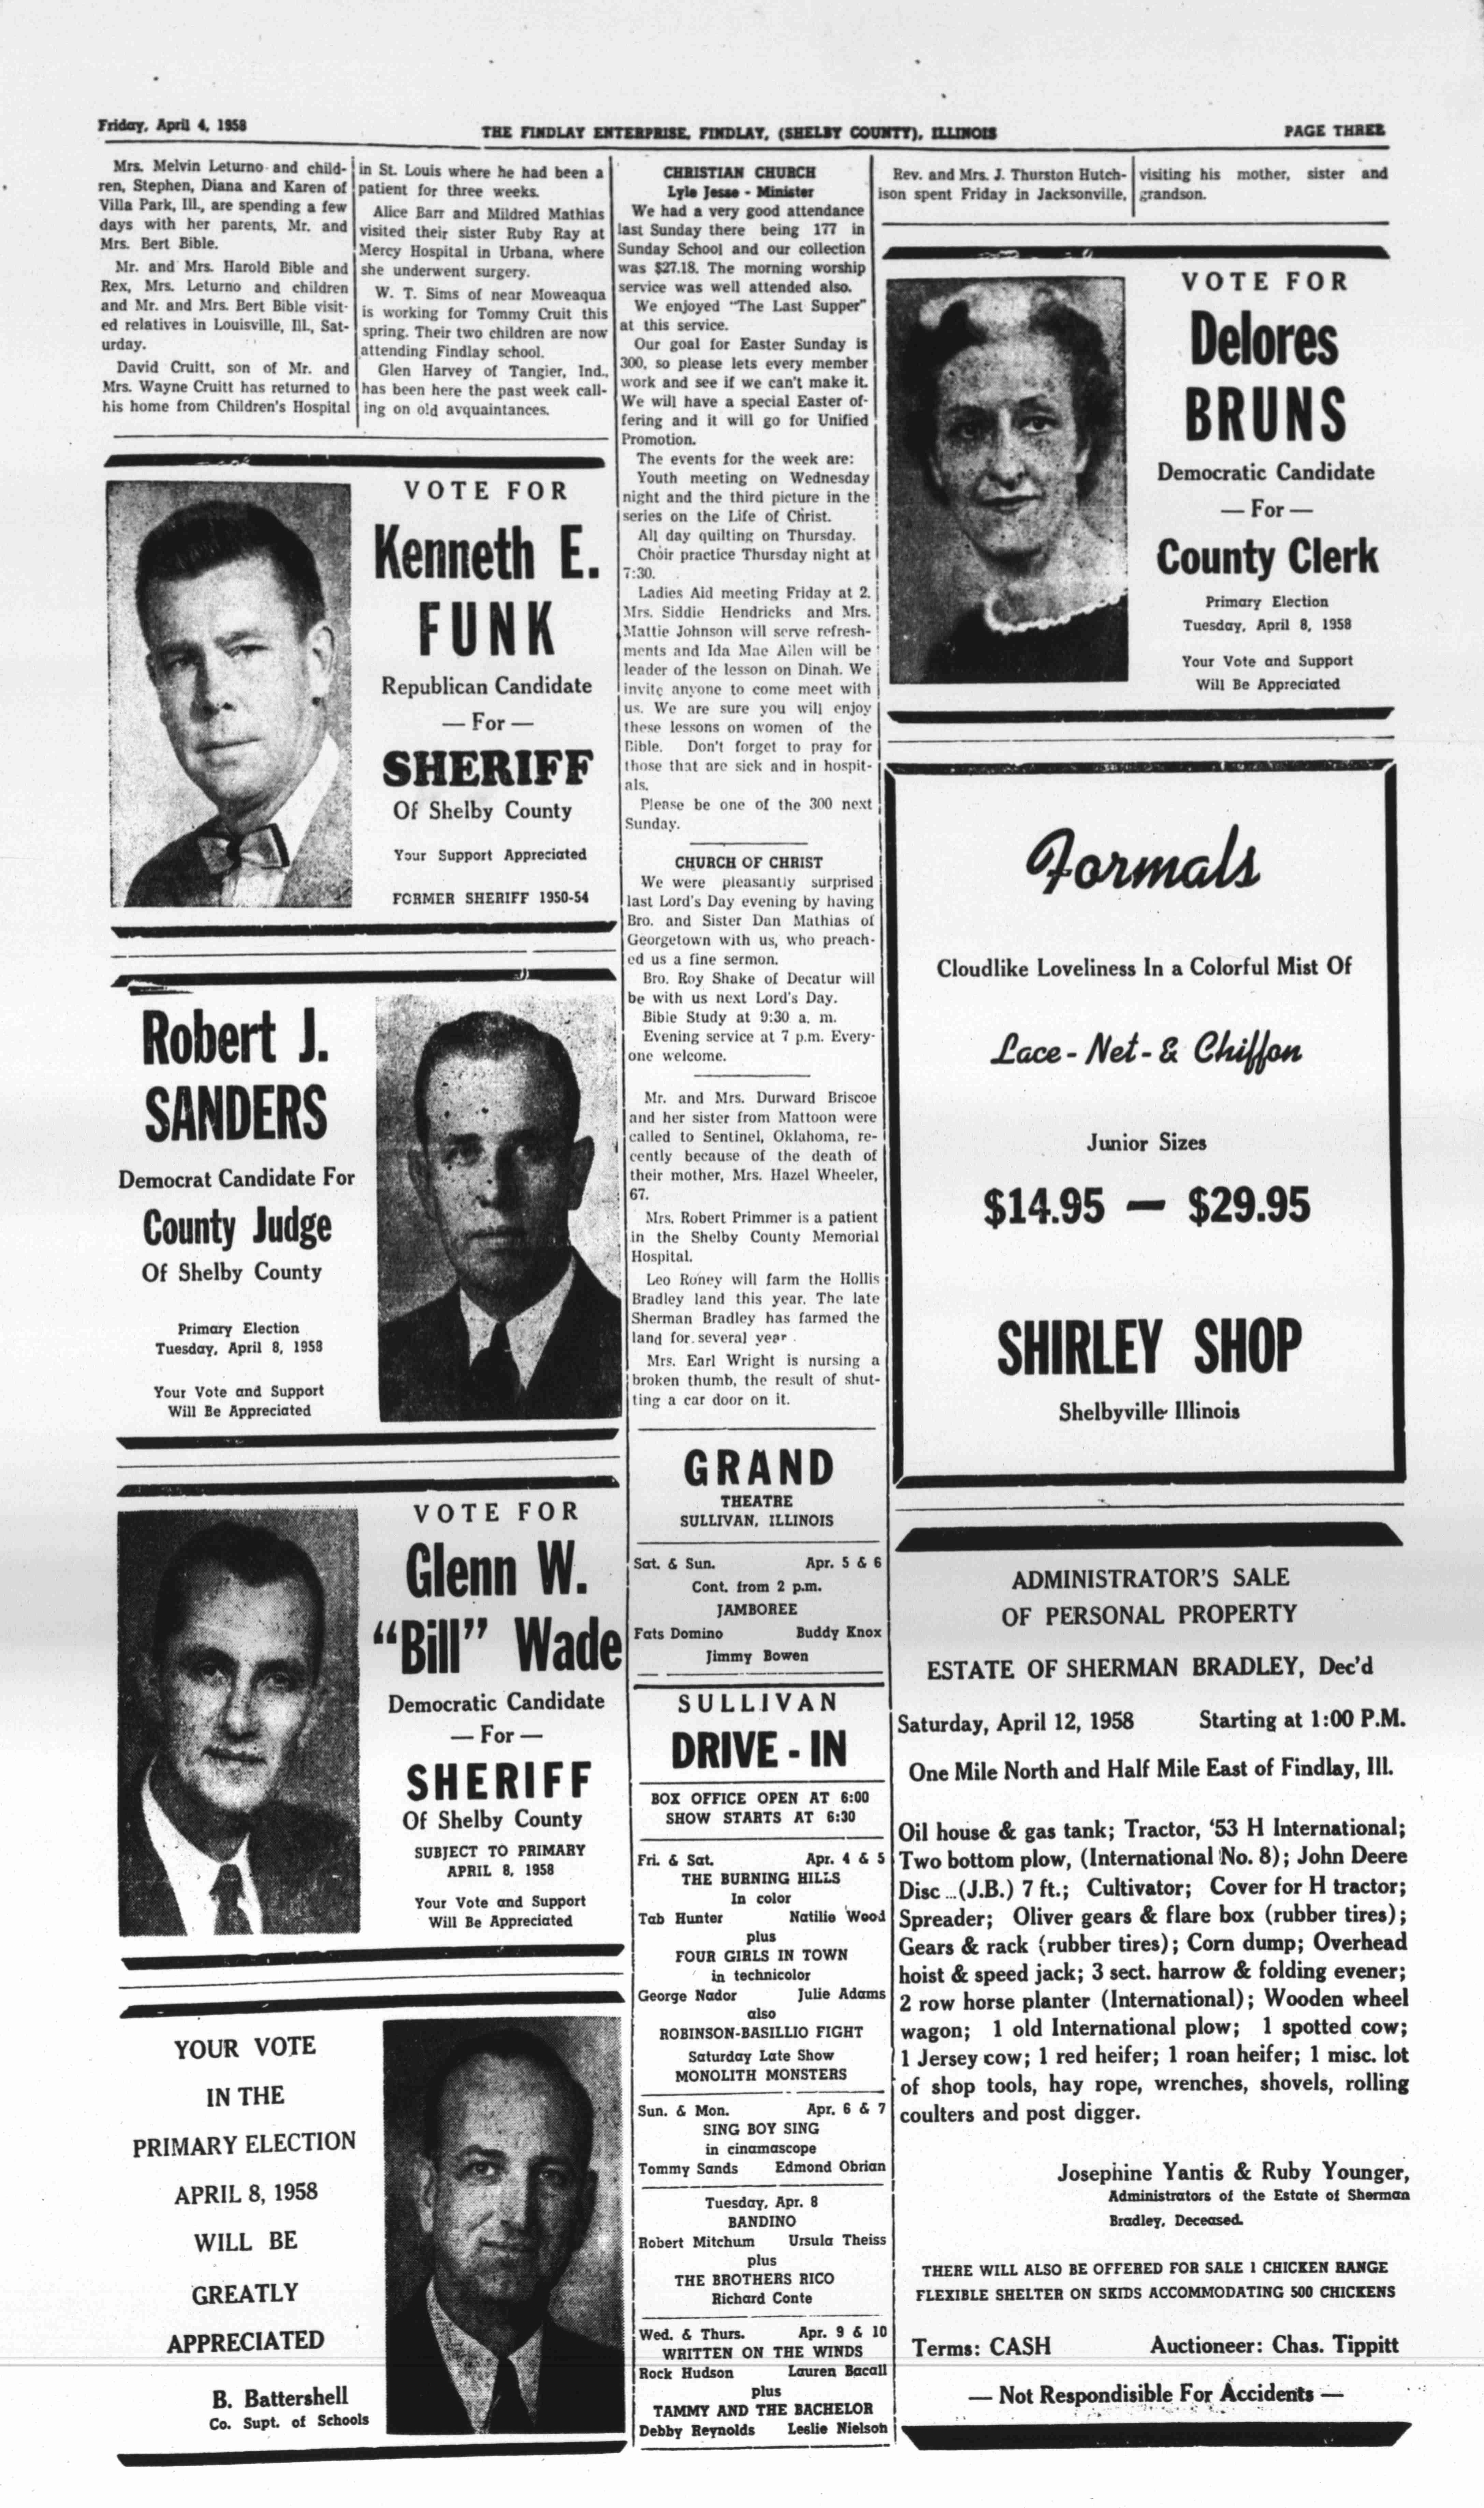 Friday, April 4, 1958
THE FINDLAY ENTERPRISE, FINDLAY, (SHELBY COUNTY), ILLINOIS
PAGE THREE
Mrs. Melvin Leturno and child-
ren, Stephen, Diana and Karen of
Villa Park, Ill., are spending a few
days with her parents, Mr. and
Mrs. Bert Bible.
Mr. and Mrs. Harold Bible and
Rex, Mrs. Leturno and children
and Mr. and Mrs. Bert Bible visit-
ed relatives in Louisville, Ill., Sat-
urday.
David Cruitt, son of Mr. and
Mrs. Wayne Cruitt has returned to
his home from Children's Hospital
in St. Louis where he had been a
patient for three weeks.
Alice Barr and Mildred Mathias
visited their sister Ruby Ray at
Mercy Hospital in Urbana, where
she underwent surgery.
W. T. Sims of near Moweaqua
is working for Tommy Cruit this
spring. Their two children are now
attending Findlay school.
Glen Harvey of Tangier, Ind.,
has been here the past week call-
ing on old avquaintances.
VOTE FOR
Kenneth E.
FUNK
Republican Candidate
— For —
SHERIFF
Of Shelby County
Your Support Appreciated
FORMER SHERIFF 1950-54
Robert J.
SANDERS
Democrat Candidate For
County Judge
Of Shelby County
Primary Election
Tuesday, April 8, 1958
Your Vote and Support
Will Be Appreciated
VOTE FOR
Glenn W.
"Bill" Wade
Democratic Candidate
— For —
SHERIFF
Of Shelby County
SUBJECT TO PRIMARY
APRIL 8, 1958
Your Vote and Support
Will Be Appreciated
YOUR VOTE
IN THE
PRIMARY ELECTION
APRIL 8, 1958
WILL BE
GREATLY
APPRECIATED
B. Battershell
Co. Supt. of Schools
CHRISTIAN CHURCH
Lyle Jesse - Minister
We had a very good attendance
last Sunday there being 177 in
Sunday School and our collection
was $27.18. The morning worship
service was well attended also.
We enjoyed "The Last Supper"
at this service.
Our goal for Easter Sunday is
300, so please lets every member
work and see if we can't make it.
We will have a special Easter of-
fering and it will go for Unified
Promotion.
The events for the week are:
Youth meeting on Wednesday
night and the third picture in the
series on the Life of Christ.
All day quilting on Thursday.
Choir practice Thursday night at
7:30.
Ladies Aid meeting Friday at 2.
Mrs. Siddie Hendricks and Mrs.
Mattie Johnson will serve refresh-
ments and Ida Mae Allen will be
leader of the lesson on Dinah. We
invite anyone to come meet with
us. We are sure you will enjoy
these lessons on women of the
Bible. Don't forget to pray for
those that are sick and in hospit-
als.
Please be one of the 300 next
Sunday.
CHURCH OF CHRIST
We were pleasantly surprised
last Lord's Day evening by having
Bro. and Sister Dan Mathias of
Georgetown with us, who preach-
ed us a fine sermon.
Bro. Roy Shake of Decatur will
be with us next Lord's Day.
Bible Study at 9:30 a. m.
Evening service at 7 p.m. Every-
one welcome.
Mr. and Mrs. Durward Briscoe
and her sister from Mattoon were
called to Sentinel, Oklahoma, re-
cently because of the death of
their mother, Mrs. Hazel Wheeler,
67.
Mrs. Robert Primmer is a patient
in the Shelby County Memorial
Hospital.
Leo Roney will farm the Hollis
Bradley land this year. The late
Sherman Bradley has farmed the
land for several year .
Mrs. Earl Wright is nursing a
broken thumb, the result of shut-
ting a car door on it.
GRAND
THEATRE
SULLIVAN, ILLINOIS
Sat. & Sun. Apr. 5 & 6
Cont. from 2 p.m.
JAMBOREE
Fats Domino Buddy Knox
Jimmy Bowen
SULLIVAN
DRIVE - IN
BOX OFFICE OPEN AT 6:00
SHOW STARTS AT 6:30
Fri. & Sat. Apr. 4 & 5
THE BURNING HILLS
In color
Tab Hunter Natilie Wood
plus
FOUR GIRLS IN TOWN
in technicolor
George Nador Julie Adams
also
ROBINSON-BASILLIO FIGHT
Saturday Late Show
MONOLITH MONSTERS
Sun. & Mon. Apr. 6 & 7
SING BOY SING
in cinamascope
Tommy Sands Edmond Obrian
Tuesday, Apr. 8
BANDINO
Robert Mitchum Ursula Theiss
plus
THE BROTHERS RICO
Richard Conte
Wed. & Thurs. Apr. 9 & 10
WRITTEN ON THE WINDS
Rock Hudson Lauren Bacall
plus
TAMMY AND THE BACHELOR
Debby Reynolds Leslie Nielson
Rev. and Mrs. J. Thurston Hutch-
ison spent Friday in Jacksonville,
visiting his mother, sister and
grandson.
VOTE FOR
Delores
BRUNS
Democratic Candidate
— For —
County Clerk
Primary Election
Tuesday, April 8, 1958
Your Vote and Support
Will Be Appreciated
Formals
Cloudlike Loveliness In a Colorful Mist Of
Lace - Net - & Chiffon
Junior Sizes
$14.95 — $29.95
SHIRLEY SHOP
Shelbyville Illinois
ADMINISTRATOR'S SALE
OF PERSONAL PROPERTY
ESTATE OF SHERMAN BRADLEY, Dec'd
Saturday, April 12, 1958 Starting at 1:00 P.M.
One Mile North and Half Mile East of Findlay, Ill.
Oil house & gas tank; Tractor, '53 H International;
Two bottom plow, (International No. 8); John Deere
Disc ...(J.B.) 7 ft.; Cultivator; Cover for H tractor;
Spreader; Oliver gears & flare box (rubber tires);
Gears & rack (rubber tires); Corn dump; Overhead
hoist & speed jack; 3 sect. harrow & folding evener;
2 row horse planter (International); Wooden wheel
wagon; 1 old International plow; 1 spotted cow;
1 Jersey cow; 1 red heifer; 1 roan heifer; 1 misc. lot
of shop tools, hay rope, wrenches, shovels, rolling
coulters and post digger.
Josephine Yantis & Ruby Younger,
Administrators of the Estate of Sherman
Bradley, Deceased.
THERE WILL ALSO BE OFFERED FOR SALE 1 CHICKEN RANGE
FLEXIBLE SHELTER ON SKIDS ACCOMMODATING 500 CHICKENS
Terms: CASH Auctioneer: Chas. Tippitt
— Not Respondisible For Accidents —